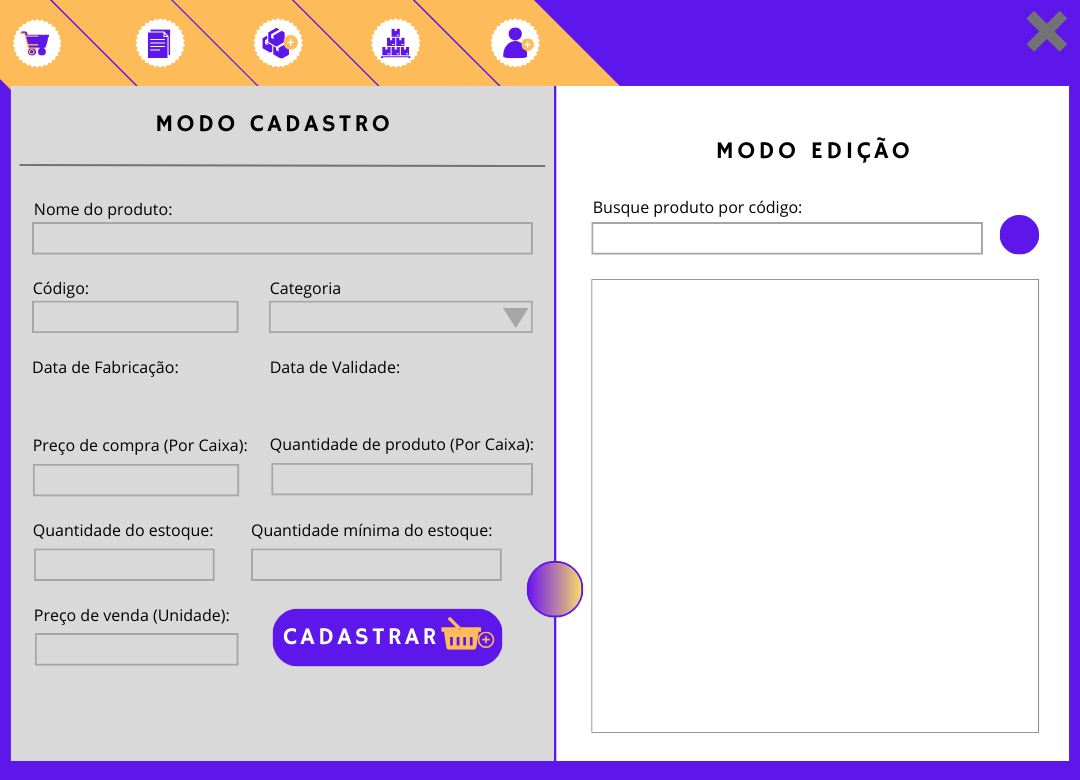 MODO CADASTRO
Nome do produto:
Código:
Categoria
Data de Fabricação:
Data de Validade:
Preço de compra (Por Caixa):
Quantidade de produto (Por Caixa):
Quantidade do estoque:
Quantidade mínima do estoque:
Preço de venda (Unidade):
CADASTRAR
MODO EDIÇÃO
Busque produto por código: